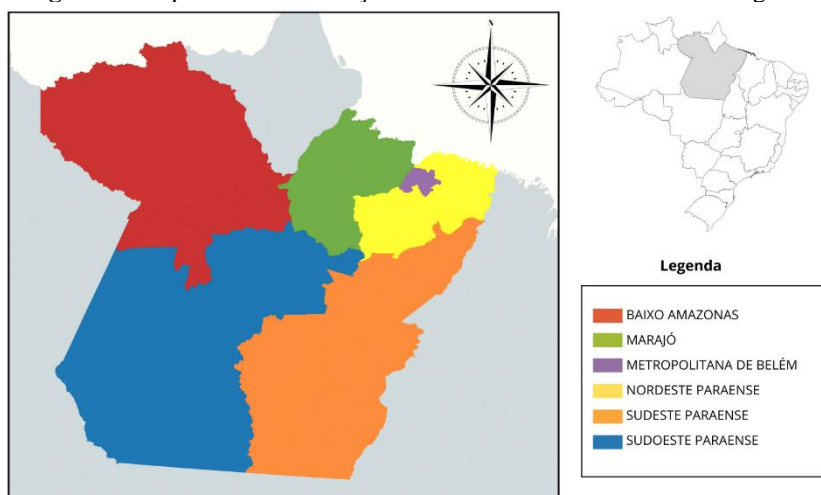 Legenda
BAIXO AMAZONAS
MARAJÓ
METROPOLITANA DE BELÉM
NORDESTE PARAENSE
SUDESTE PARAENSE
SUDOESTE PARAENSE